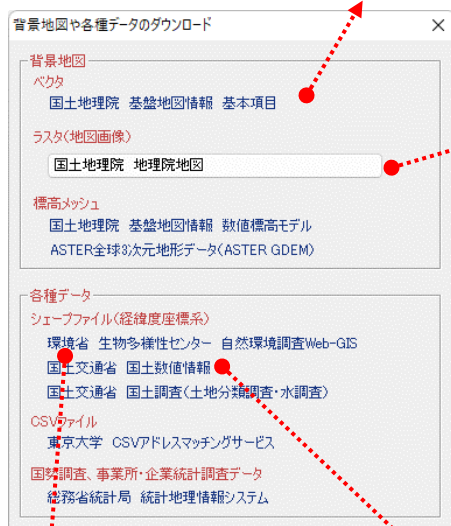 背景地図や各種データのダウンロード
背景地図
ベクタ
国土地理院 基盤地図情報 基本項目
ラスタ(地図画像)
国土地理院 地理院地図
標高メッシュ
国土地理院 基盤地図情報 数値標高モデル
ASTER全球3次元地形データ(ASTER GDEM)
各種データ
シェープファイル(経緯度座標系)
環境省 生物多様性センター 自然環境調査Web-GIS
国土交通省 国土数値情報
国土交通省 国土調査(土地分類調査・水調査)
CSVファイル
東京大学 CSVアドレスマッチングサービス
国勢調査、事業所・企業統計調査データ
総務省統計局 統計地理情報システム